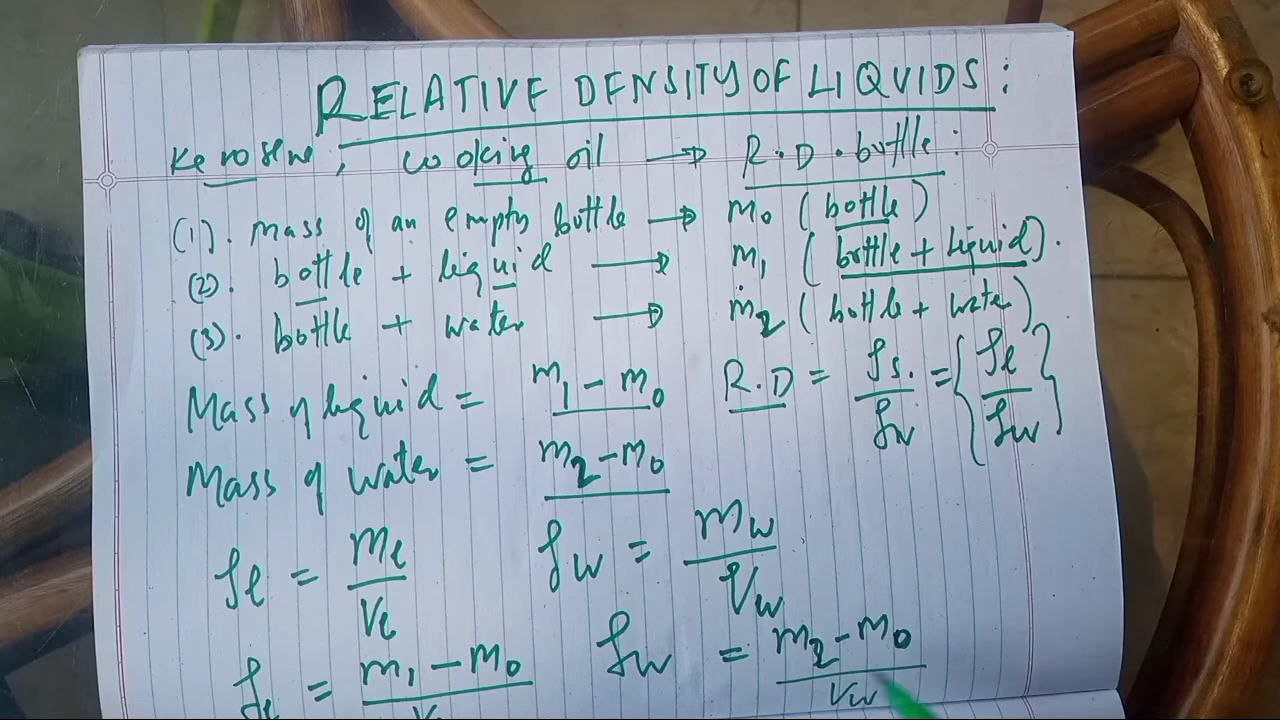 RELATIVE DENSITY OF LIQUIDS :
Kerosene, cooking oil → R.D. bottle :
(1). Mass of an empty bottle → m₀ (bottle)
(2). bottle + liquid → m₁ (bottle + liquid).
(3). bottle + water → m₂ (bottle + water)
Mass of liquid = m₁ - m₀
R.D = ρs. / ρw = { ρl / ρw }
Mass of water = m₂ - m₀
ρl = ml / Vl
ρw = mw / Vw
ρl = m₁ - m₀ / V
ρw = m₂ - m₀ / Vw